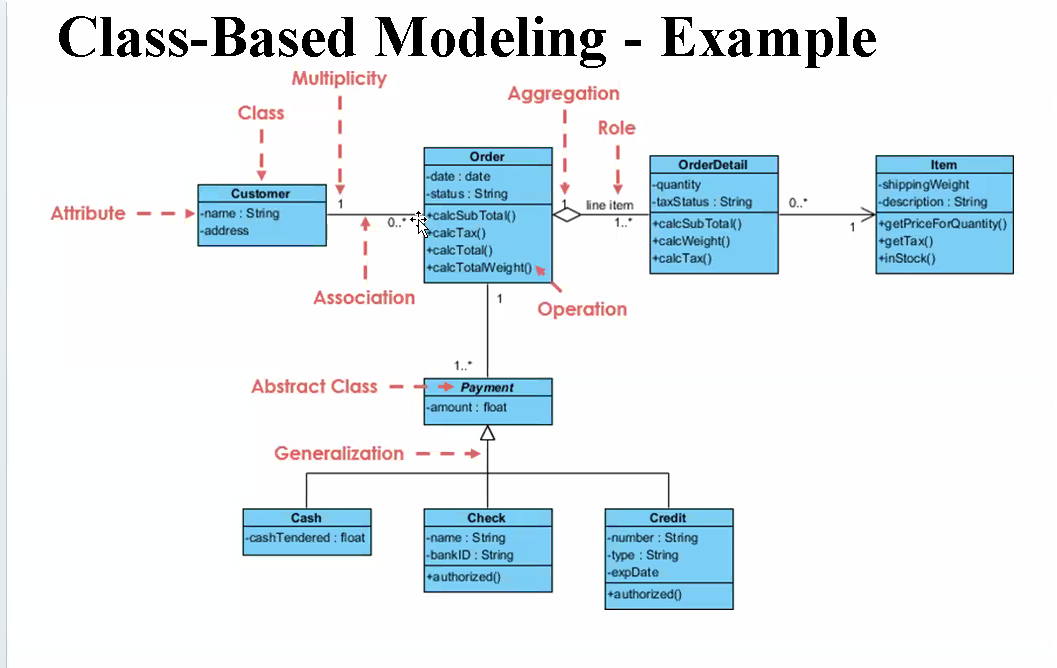 Class-Based Modeling - Example
Multiplicity
Aggregation
Class
Role
Attribute
Association
Operation
Abstract Class
Generalization
Customer
-name : String
-address
1
0..*
Order
-date : date
-status : String
+calcSubTotal()
+calcTax()
+calcTotal()
+calcTotalWeight()
1
line item
1..*
OrderDetail
-quantity
-taxStatus : String
+calcSubTotal()
+calcWeight()
+calcTax()
0..*
1
Item
-shippingWeight
-description : String
+getPriceForQuantity()
+getTax()
+inStock()
1
1..*
Payment
-amount : float
Cash
-cashTendered : float
Check
-name : String
-bankID : String
+authorized()
Credit
-number : String
-type : String
-expDate
+authorized()